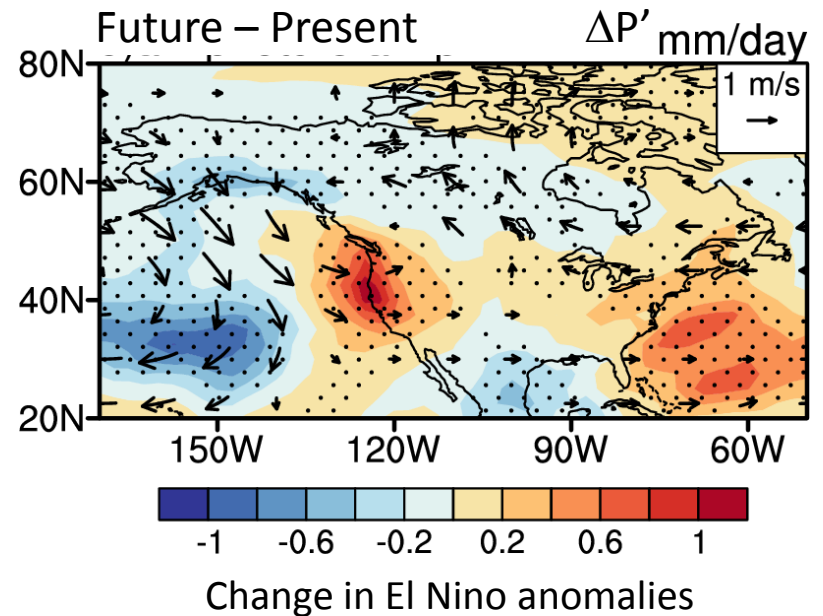 Future – Present ΔP’ mm/day
80N
1 m/s
60N
40N
20N
150W 120W 90W 60W
-1 -0.6 -0.2 0.2 0.6 1
Change in El Nino anomalies